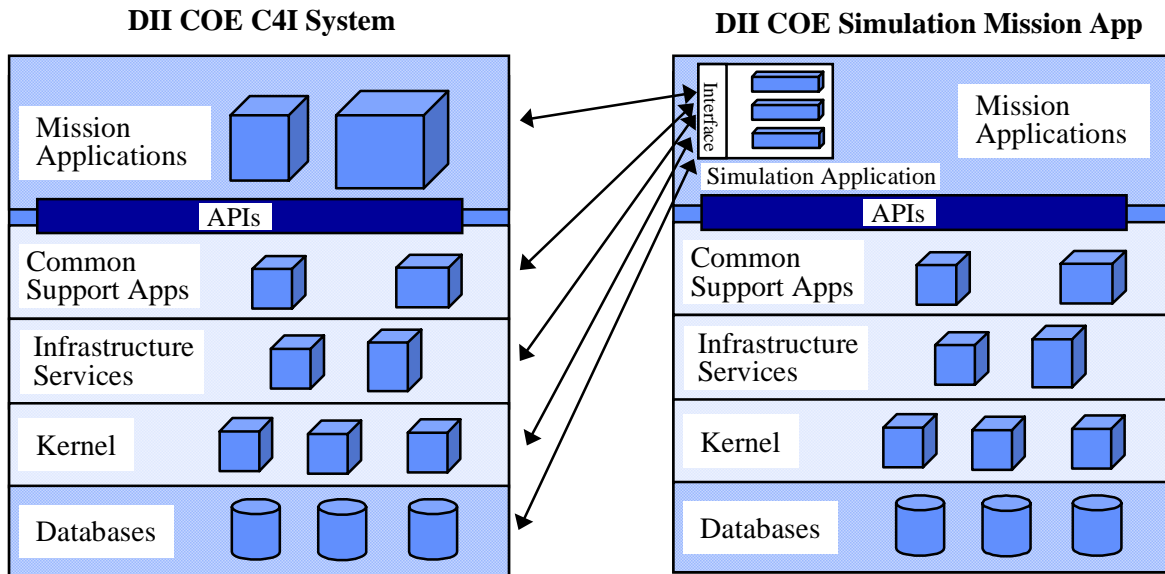 DII COE C4I System
Mission
Applications
APIs
Common
Support Apps
Infrastructure
Services
Kernel
Databases
DII COE Simulation Mission App
Interface
Mission
Applications
Simulation Application
APIs
Common
Support Apps
Infrastructure
Services
Kernel
Databases